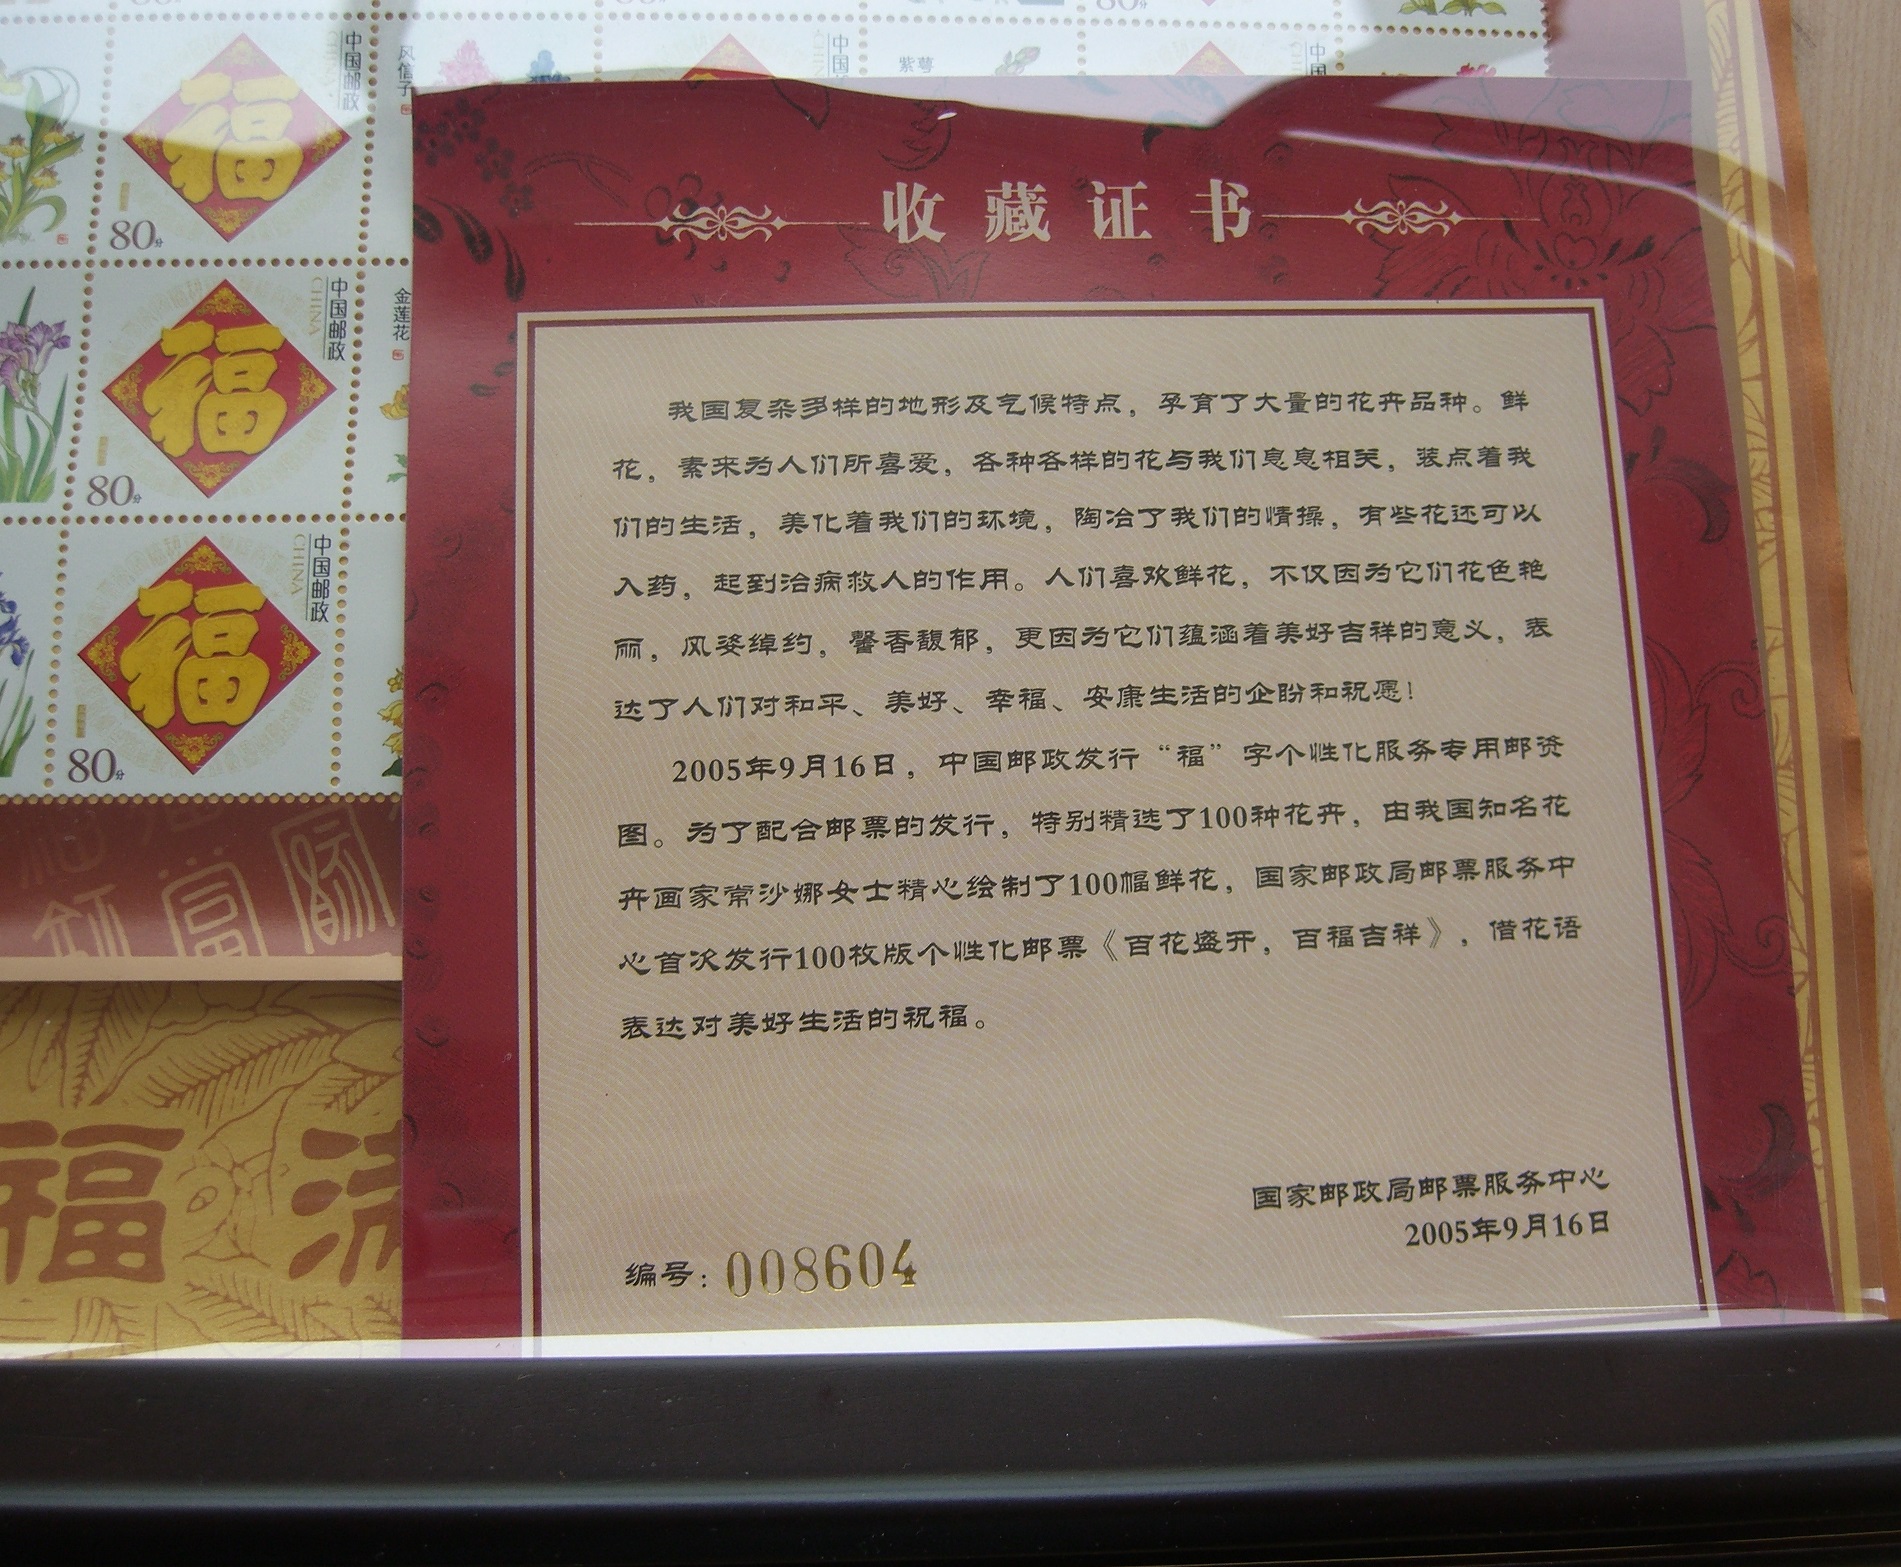 中国邮政
CHINA
风信子
福
80分
中国
紫萼
中国
中国邮政
CHINA
金莲花
福
80分
中国邮政
CHINA
福
80分
富
福
收藏证书
我国复杂多样的地形及气候特点，孕育了大量的花卉品种。鲜
花，素来为人们所喜爱，各种各样的花与我们息息相关，装点着我
们的生活，美化着我们的环境，陶冶了我们的情操，有些花还可以
入药，起到治病救人的作用。人们喜欢鲜花，不仅因为它们花色艳
丽，风姿绰约，馨香馥郁，更因为它们蕴涵着美好吉祥的意义，表
达了人们对和平、美好、幸福、安康生活的企盼和祝愿！
2005年9月16日，中国邮政发行“福”字个性化服务专用邮资
图。为了配合邮票的发行，特别精选了100种花卉，由我国知名花
卉画家常沙娜女士精心绘制了100幅鲜花，国家邮政局邮票服务中
心首次发行100枚版个性化邮票《百花盛开，百福吉祥》，借花语
表达对美好生活的祝福。
国家邮政局邮票服务中心
2005年9月16日
编号：008604